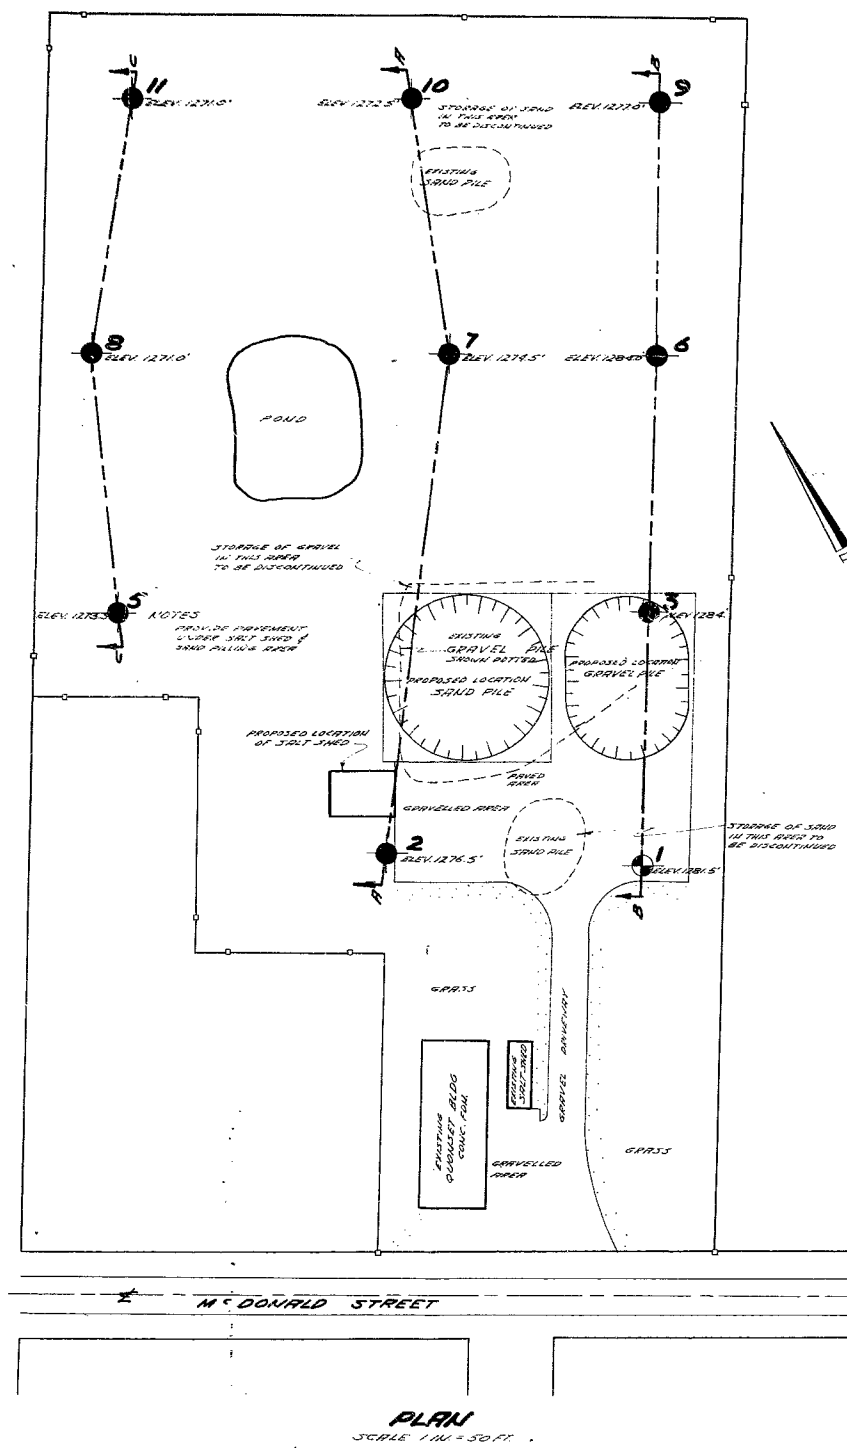 C
A
B
11
10
9
ELEV. 1271.0'
ELEV. 1272.5'
ELEV. 1277.0'
STORAGE OF SAND
IN THIS AREA
TO BE DISCONTINUED
EXISTING
SAND PILE
8
7
6
ELEV. 1271.0'
ELEV. 1274.5'
ELEV. 1284.0'
POND
STORAGE OF GRAVEL
IN THIS AREA
TO BE DISCONTINUED
5
3
ELEV. 1273.5'
NOTES
ELEV 1284.
PROVIDE PAVEMENT
UNDER SALT SHED &
SAND PILLING AREA
C
EXISTING
GRAVEL PILE
SHOWN DOTTED
PROPOSED LOCATION
SAND PILE
PROPOSED LOCATION
GRAVEL PILE
PROPOSED LOCATION
OF SALT SHED
PAVED
AREA
GRAVELLED AREA
EXISTING
SAND PILE
STORAGE OF SAND
IN THIS AREA TO
BE DISCONTINUED
2
ELEV. 1276.5'
1
ELEV. 1281.5'
A
B
GRASS
GRAVEL DRIVEWAY
EXISTING
SALT SHED
EXISTING
QUONSET BLDG
CONC. FDN.
GRAVELLED
AREA
GRASS
McDONALD STREET
PLAN
SCALE 1 IN. = 50 FT.